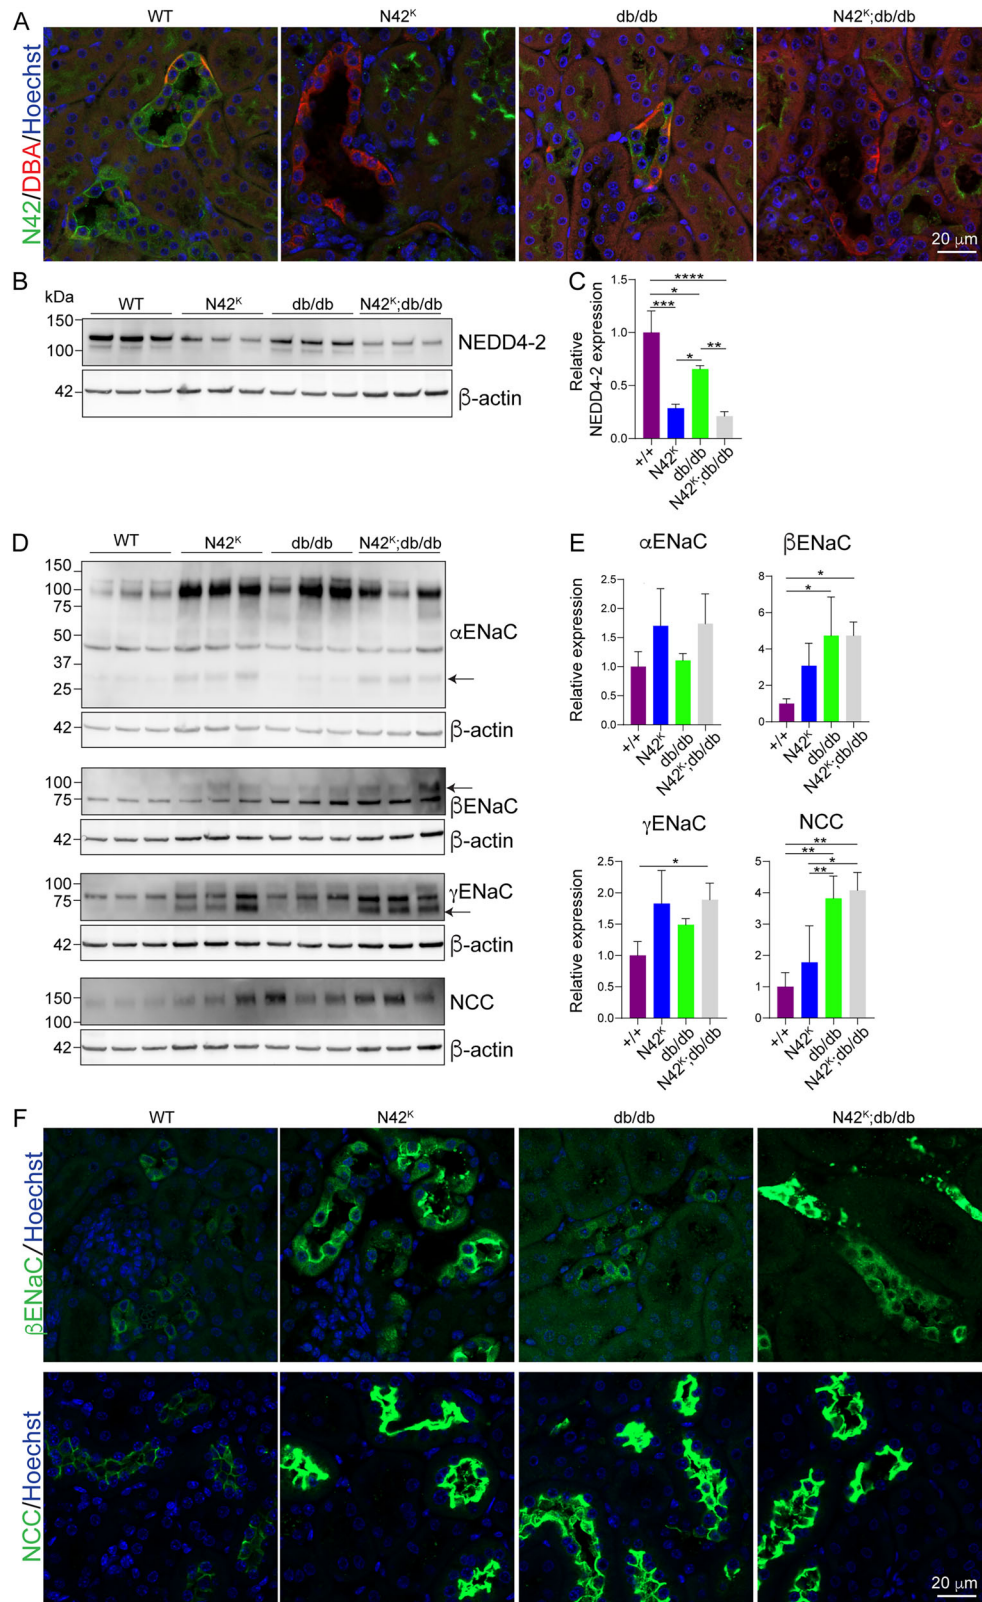 A
WT
N42ᴷ
db/db
N42ᴷ;db/db
N42/DBA/Hoechst
20 μm
B
kDa
WT
N42ᴷ
db/db
N42ᴷ;db/db
150
100
NEDD4-2
42
β-actin
C
Relative
NEDD4-2 expression
1.5
1.0
0.5
0.0
****
*
***
*
**
+/+
N42ᴷ
db/db
N42ᴷ;db/db
D
WT
N42ᴷ
db/db
N42ᴷ;db/db
150
100
75
50
37
25
αENaC
42
β-actin
100
75
βENaC
42
β-actin
100
75
γENaC
42
β-actin
150
100
NCC
42
β-actin
E
αENaC
Relative expression
2.5
2.0
1.5
1.0
0.5
0.0
+/+
N42ᴷ
db/db
N42ᴷ;db/db
βENaC
8
6
4
2
0
*
*
+/+
N42ᴷ
db/db
N42ᴷ;db/db
γENaC
Relative expression
2.5
2.0
1.5
1.0
0.5
0.0
*
+/+
N42ᴷ
db/db
N42ᴷ;db/db
NCC
6
5
4
3
2
1
0
**
**
*
**
+/+
N42ᴷ
db/db
N42ᴷ;db/db
F
WT
N42ᴷ
db/db
N42ᴷ;db/db
βENaC/Hoechst
NCC/Hoechst
20 μm